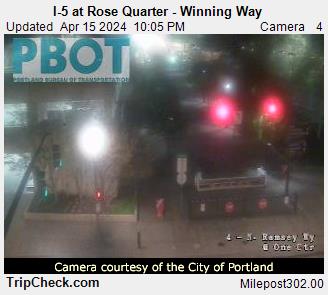 I-5 at Rose Quarter - Winning Way
Updated Apr 15 2024 10:05 PM Camera 4
PBOT
PORTLAND BUREAU OF TRANSPORTATION
4 - N. Ramsey Wy
W One Ctr
Camera courtesy of the City of Portland
TripCheck.com Milepost302.00